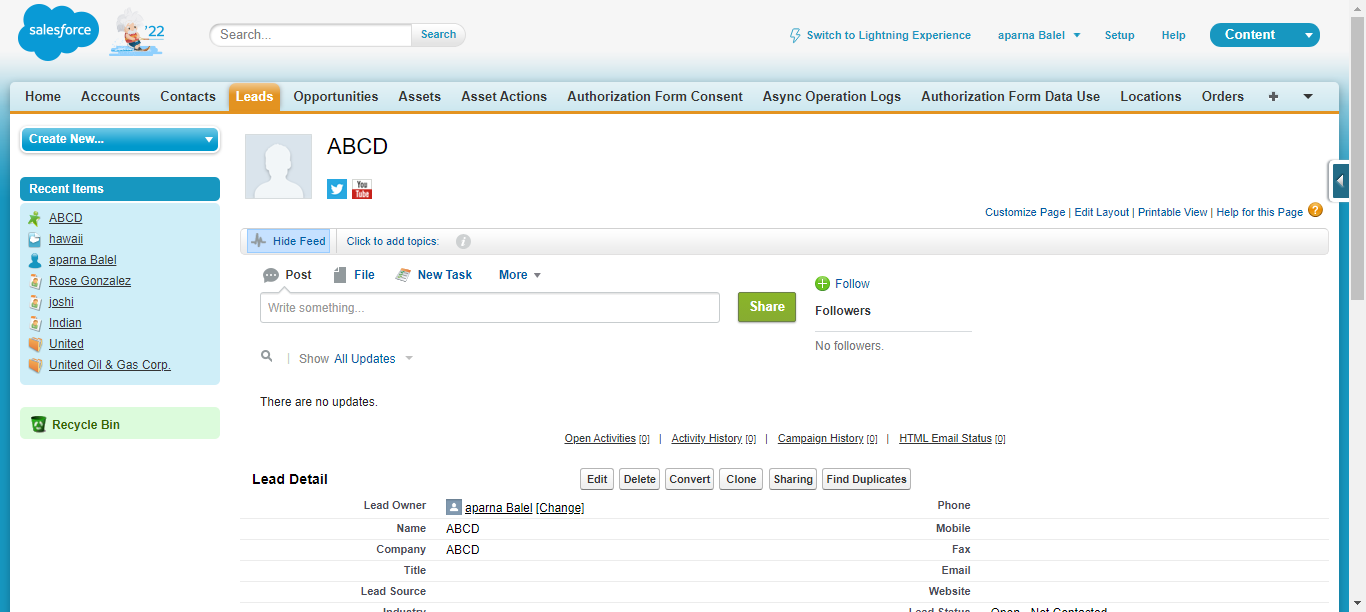 salesforce
'22
Search...
Search
Switch to Lightning Experience
aparna Balel
Setup
Help
Content
Home Accounts Contacts Leads Opportunities Assets Asset Actions Authorization Form Consent Async Operation Logs Authorization Form Data Use Locations Orders +
Create New...
Recent Items
ABCD
hawaii
aparna Balel
Rose Gonzalez
joshi
Indian
United
United Oil & Gas Corp.
Recycle Bin
ABCD
You
Tube
Customize Page | Edit Layout | Printable View | Help for this Page ?
Hide Feed
Click to add topics: i
Post File New Task More
Write something...
Share
Follow
Followers
No followers.
Show All Updates
There are no updates.
Open Activities [0] | Activity History [0] | Campaign History [0] | HTML Email Status [0]
Lead Detail
Edit Delete Convert Clone Sharing Find Duplicates
Lead Owner aparna Balel [Change] Phone
Name ABCD Mobile
Company ABCD Fax
Title Email
Lead Source Website
Industry Lead Status Open - Not Contacted